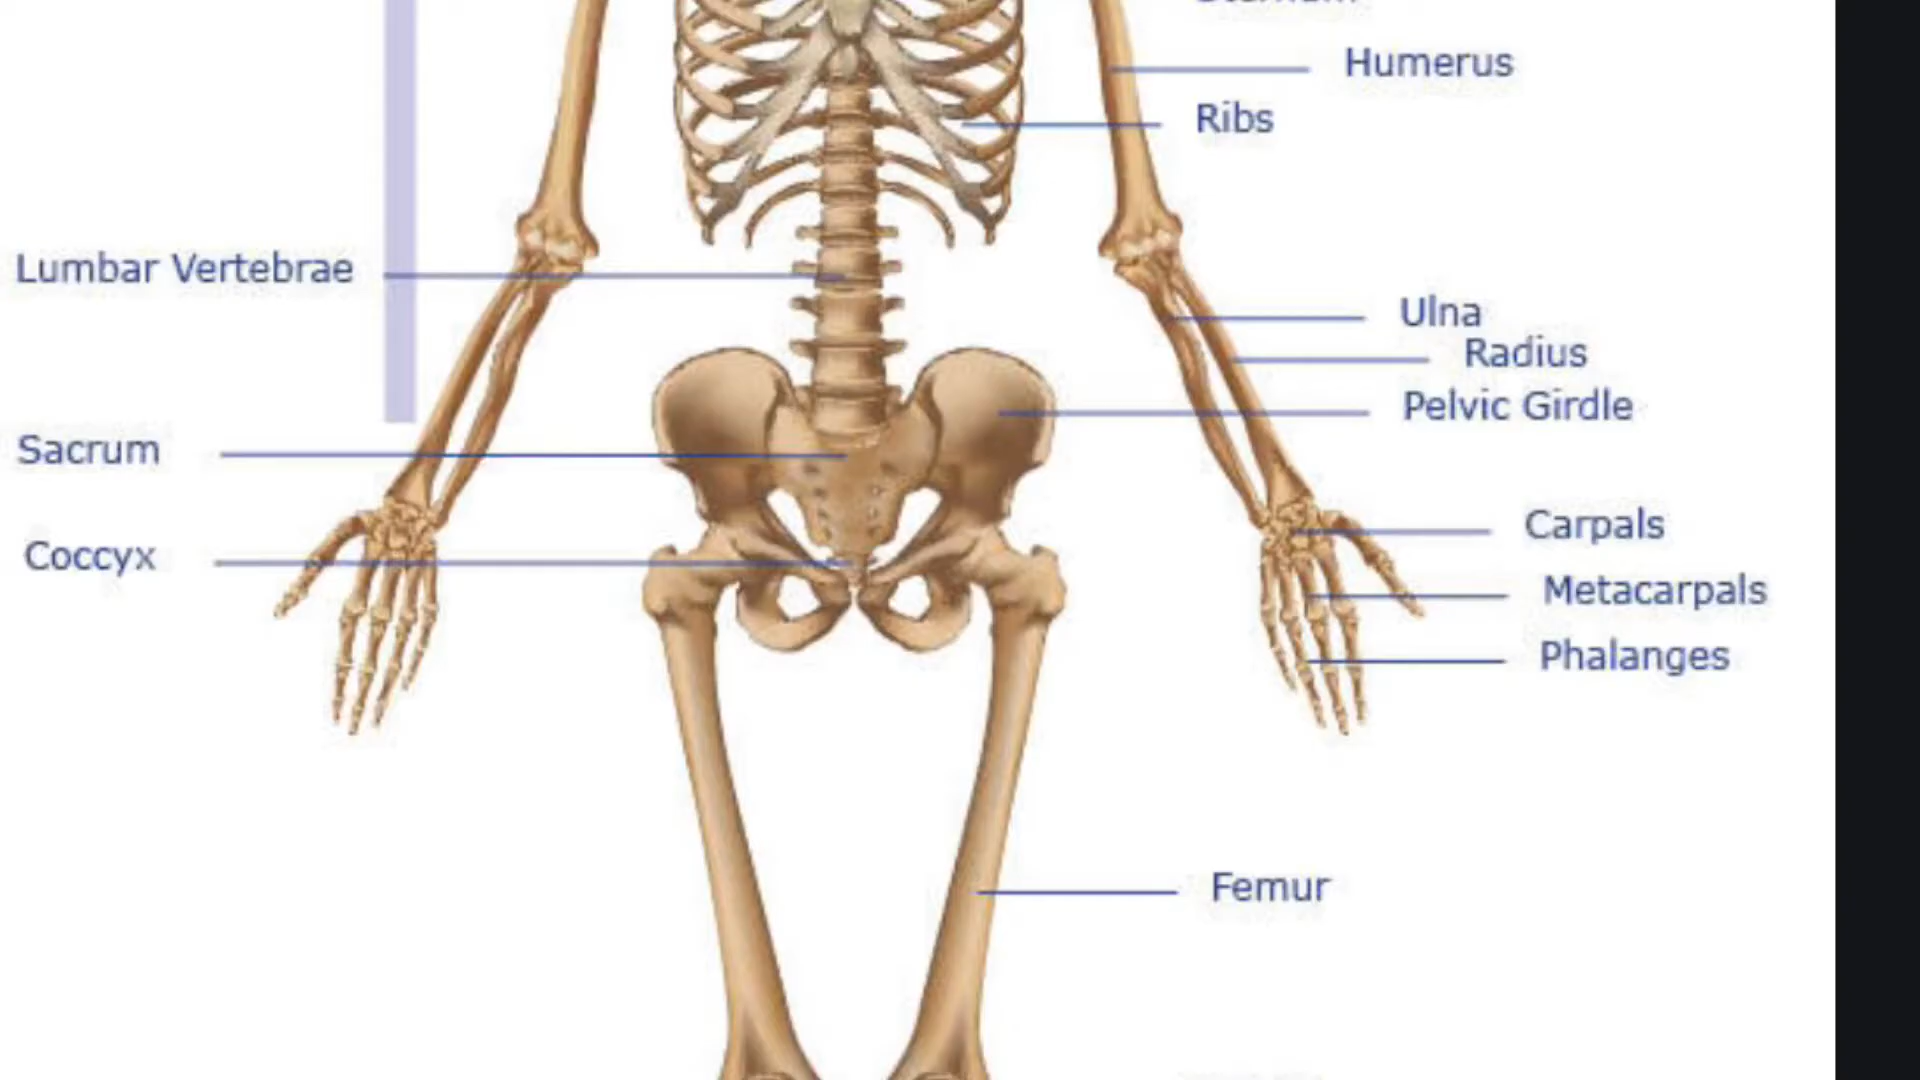 Humerus
Ribs
Lumbar Vertebrae
Ulna
Radius
Pelvic Girdle
Sacrum
Carpals
Coccyx
Metacarpals
Phalanges
Femur